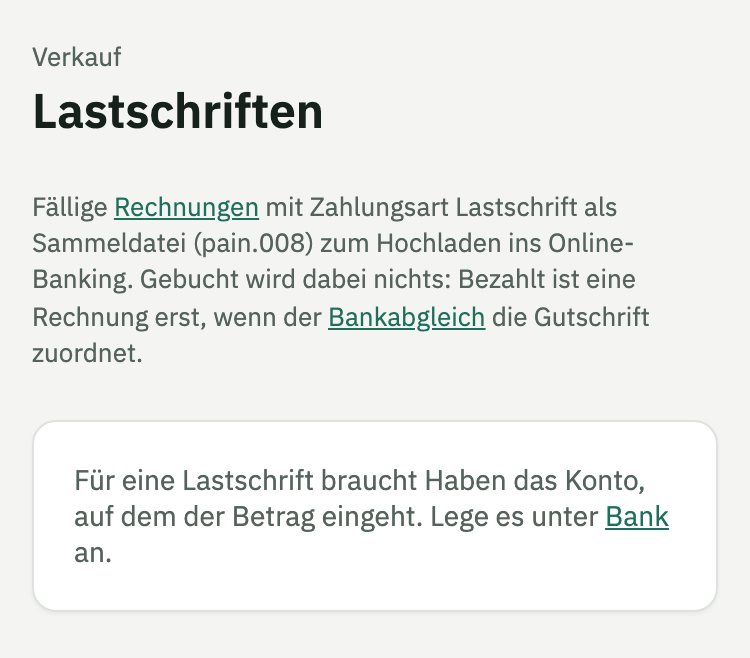 Verkauf
Lastschriften
Fällige Rechnungen mit Zahlungsart Lastschrift als
Sammeldatei (pain.008) zum Hochladen ins Online-
Banking. Gebucht wird dabei nichts: Bezahlt ist eine
Rechnung erst, wenn der Bankabgleich die Gutschrift
zuordnet.
Für eine Lastschrift braucht Haben das Konto,
auf dem der Betrag eingeht. Lege es unter Bank
an.